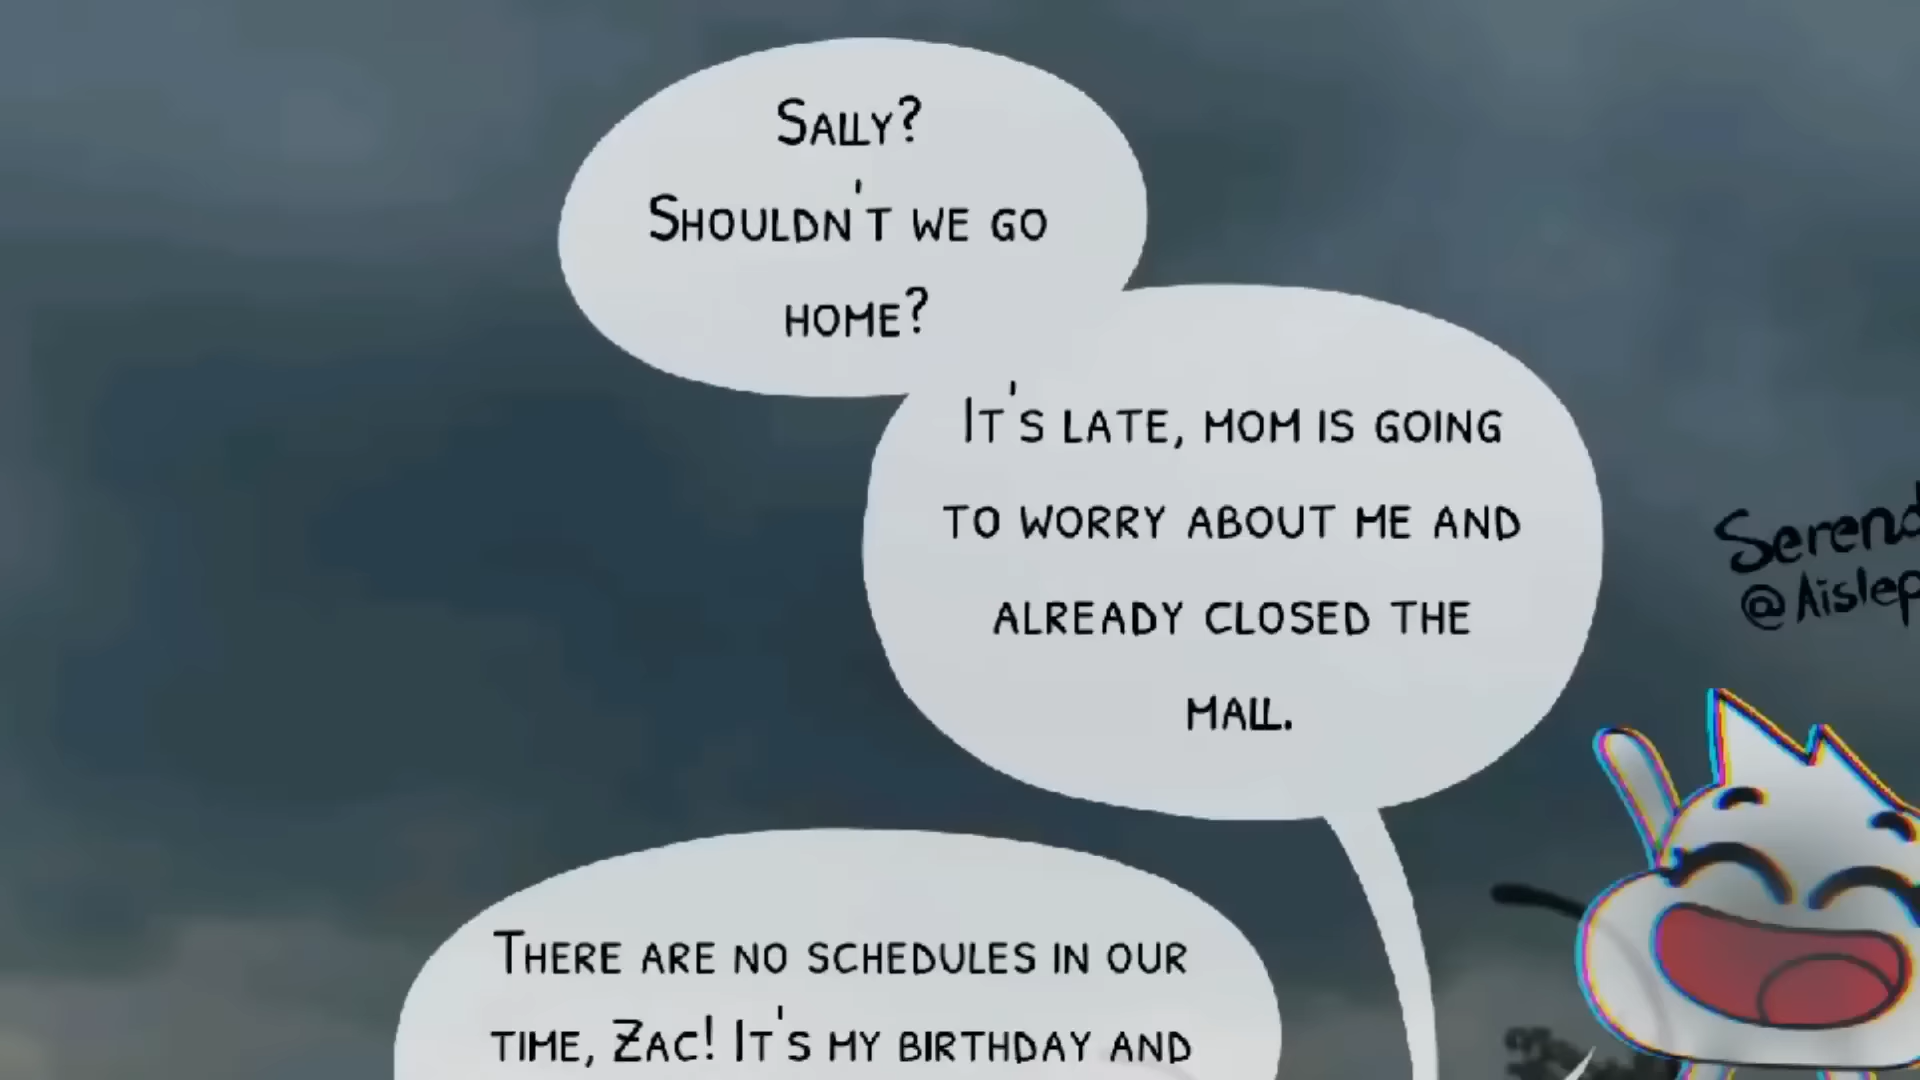 Sally?
Shouldn't we go
home?
It's late, mom is going
to worry about me and
already closed the
mall.
There are no schedules in our
time, Zac! It's my birthday and